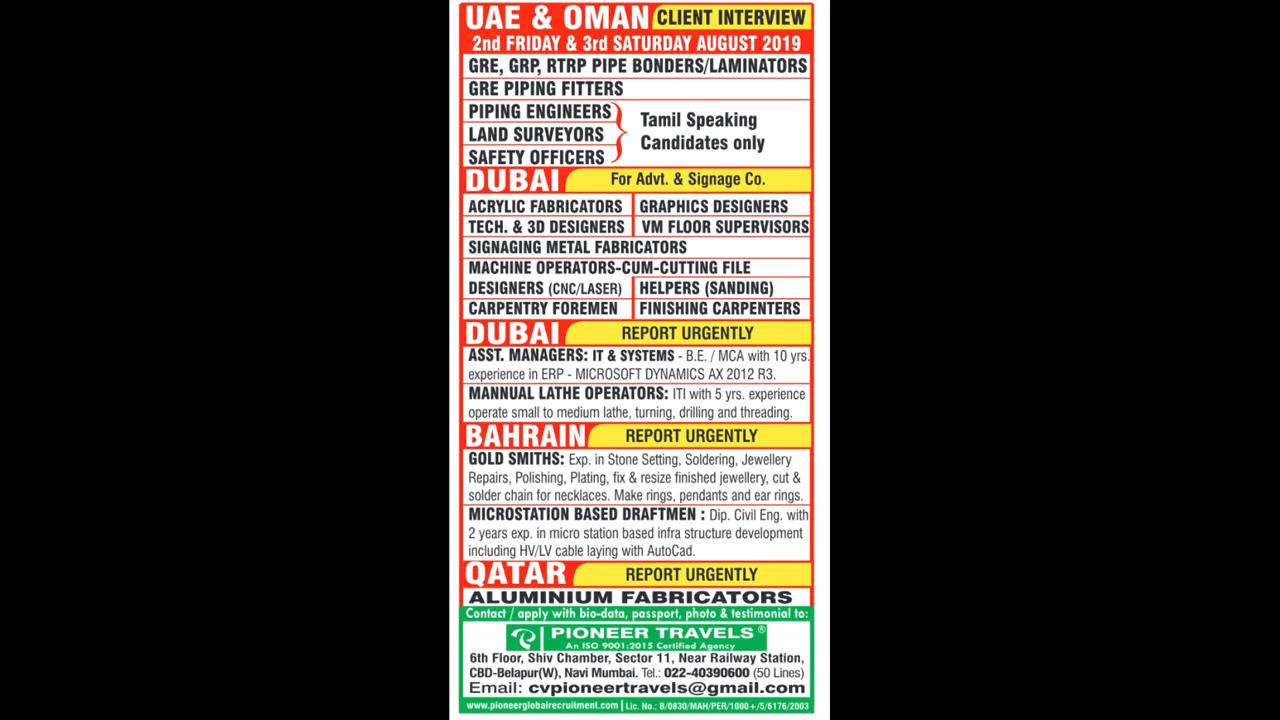 UAE & OMAN CLIENT INTERVIEW
2nd FRIDAY & 3rd SATURDAY AUGUST 2019
GRE, GRP, RTRP PIPE BONDERS/LAMINATORS
GRE PIPING FITTERS
PIPING ENGINEERS
LAND SURVEYORS
SAFETY OFFICERS
Tamil Speaking
Candidates only
DUBAI For Advt. & Signage Co.
ACRYLIC FABRICATORS GRAPHICS DESIGNERS
TECH. & 3D DESIGNERS VM FLOOR SUPERVISORS
SIGNAGING METAL FABRICATORS
MACHINE OPERATORS-CUM-CUTTING FILE
DESIGNERS (CNC/LASER) HELPERS (SANDING)
CARPENTRY FOREMEN FINISHING CARPENTERS
DUBAI REPORT URGENTLY
ASST. MANAGERS: IT & SYSTEMS - B.E. / MCA with 10 yrs.
experience in ERP - MICROSOFT DYNAMICS AX 2012 R3.
MANNUAL LATHE OPERATORS: ITI with 5 yrs. experience
operate small to medium lathe, turning, drilling and threading.
BAHRAIN REPORT URGENTLY
GOLD SMITHS: Exp. in Stone Setting, Soldering, Jewellery
Repairs, Polishing, Plating, fix & resize finished jewellery, cut &
solder chain for necklaces. Make rings, pendants and ear rings.
MICROSTATION BASED DRAFTMEN : Dip. Civil Eng. with
2 years exp. in micro station based infra structure development
including HV/LV cable laying with AutoCad.
QATAR REPORT URGENTLY
ALUMINIUM FABRICATORS
Contact / apply with bio-data, passport, photo & testimonial to:
PIONEER TRAVELS®
An ISO 9001:2015 Certified Agency
6th Floor, Shiv Chamber, Sector 11, Near Railway Station,
CBD-Belapur(W), Navi Mumbai. Tel.: 022-40390600 (50 Lines)
Email: cvpioneertravels@gmail.com
www.pioneerglobalrecruitment.com | Lic. No.: B/0830/MAH/PER/1000+/5/6176/2003